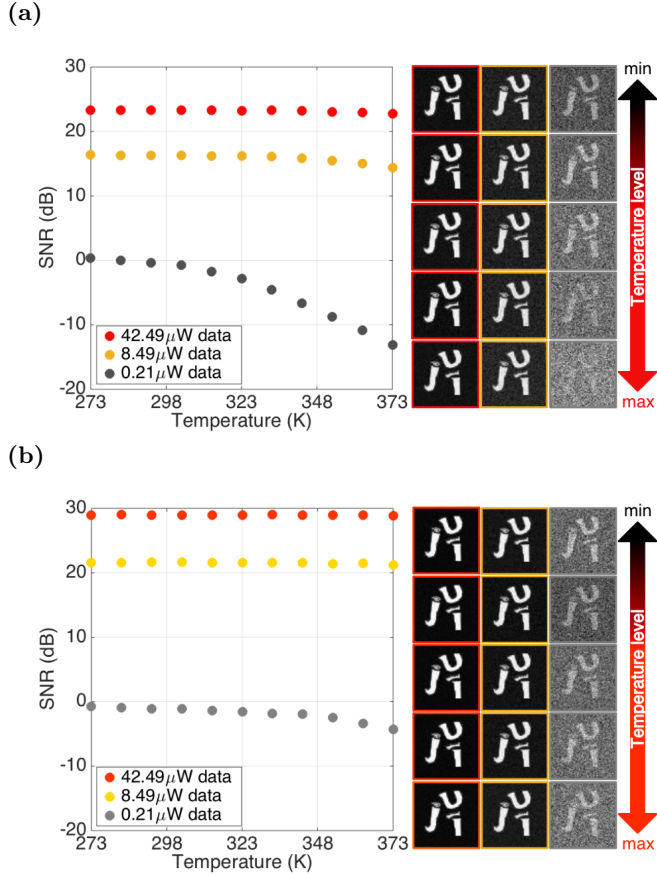 (a)
30
20
10
0
-10
-20
SNR (dB)
42.49μW data
8.49μW data
0.21μW data
273 298 323 348 373
Temperature (K)
min
Temperature level
max
(b)
30
20
10
0
-10
-20
SNR (dB)
42.49μW data
8.49μW data
0.21μW data
273 298 323 348 373
Temperature (K)
min
Temperature level
max